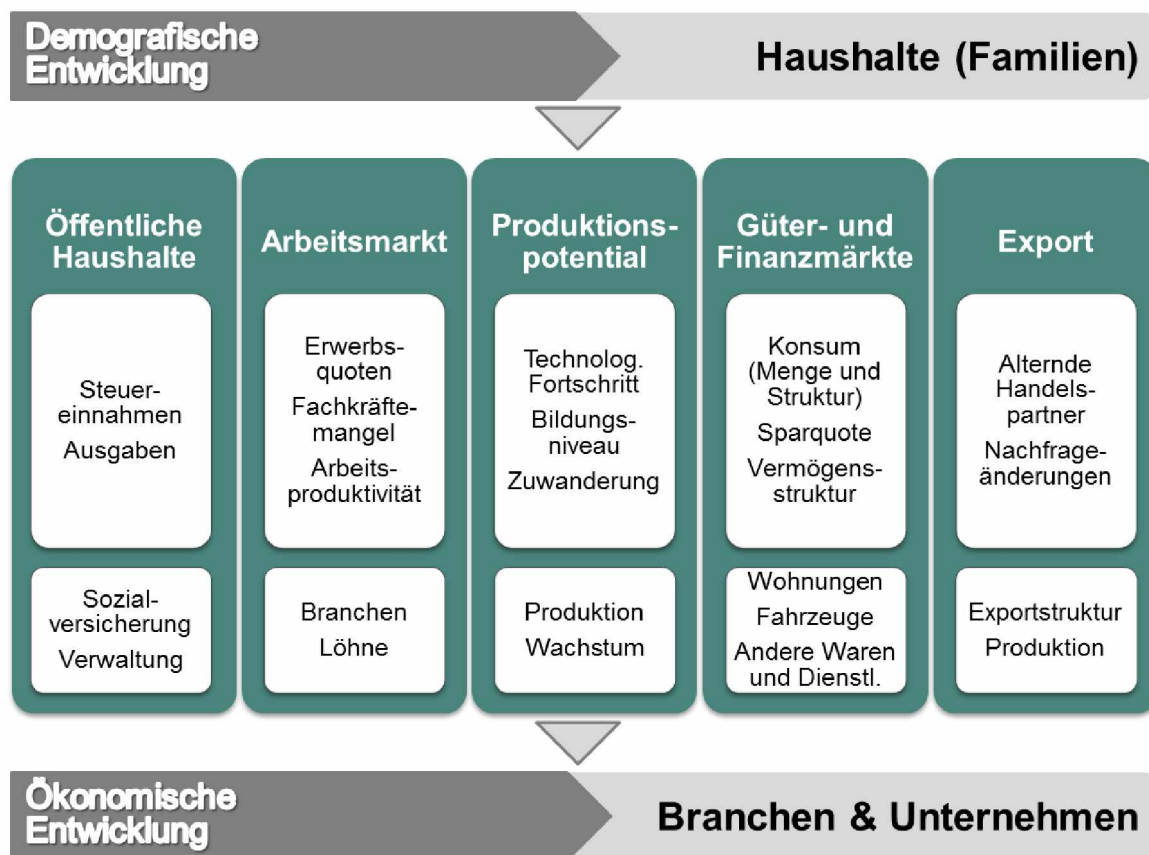 Demografische
Entwicklung
Haushalte (Familien)
Öffentliche
Haushalte
Steuer-
einnahmen
Ausgaben
Sozial-
versicherung
Verwaltung
Arbeitsmarkt
Erwerbs-
quoten
Fachkräfte-
mangel
Arbeits-
produktivität
Branchen
Löhne
Produktions-
potential
Technolog.
Fortschritt
Bildungs-
niveau
Zuwanderung
Produktion
Wachstum
Güter- und
Finanzmärkte
Konsum
(Menge und
Struktur)
Sparquote
Vermögens-
struktur
Wohnungen
Fahrzeuge
Andere Waren
und Dienstl.
Export
Alternde
Handels-
partner
Nachfrage-
änderungen
Exportstruktur
Produktion
Ökonomische
Entwicklung
Branchen & Unternehmen